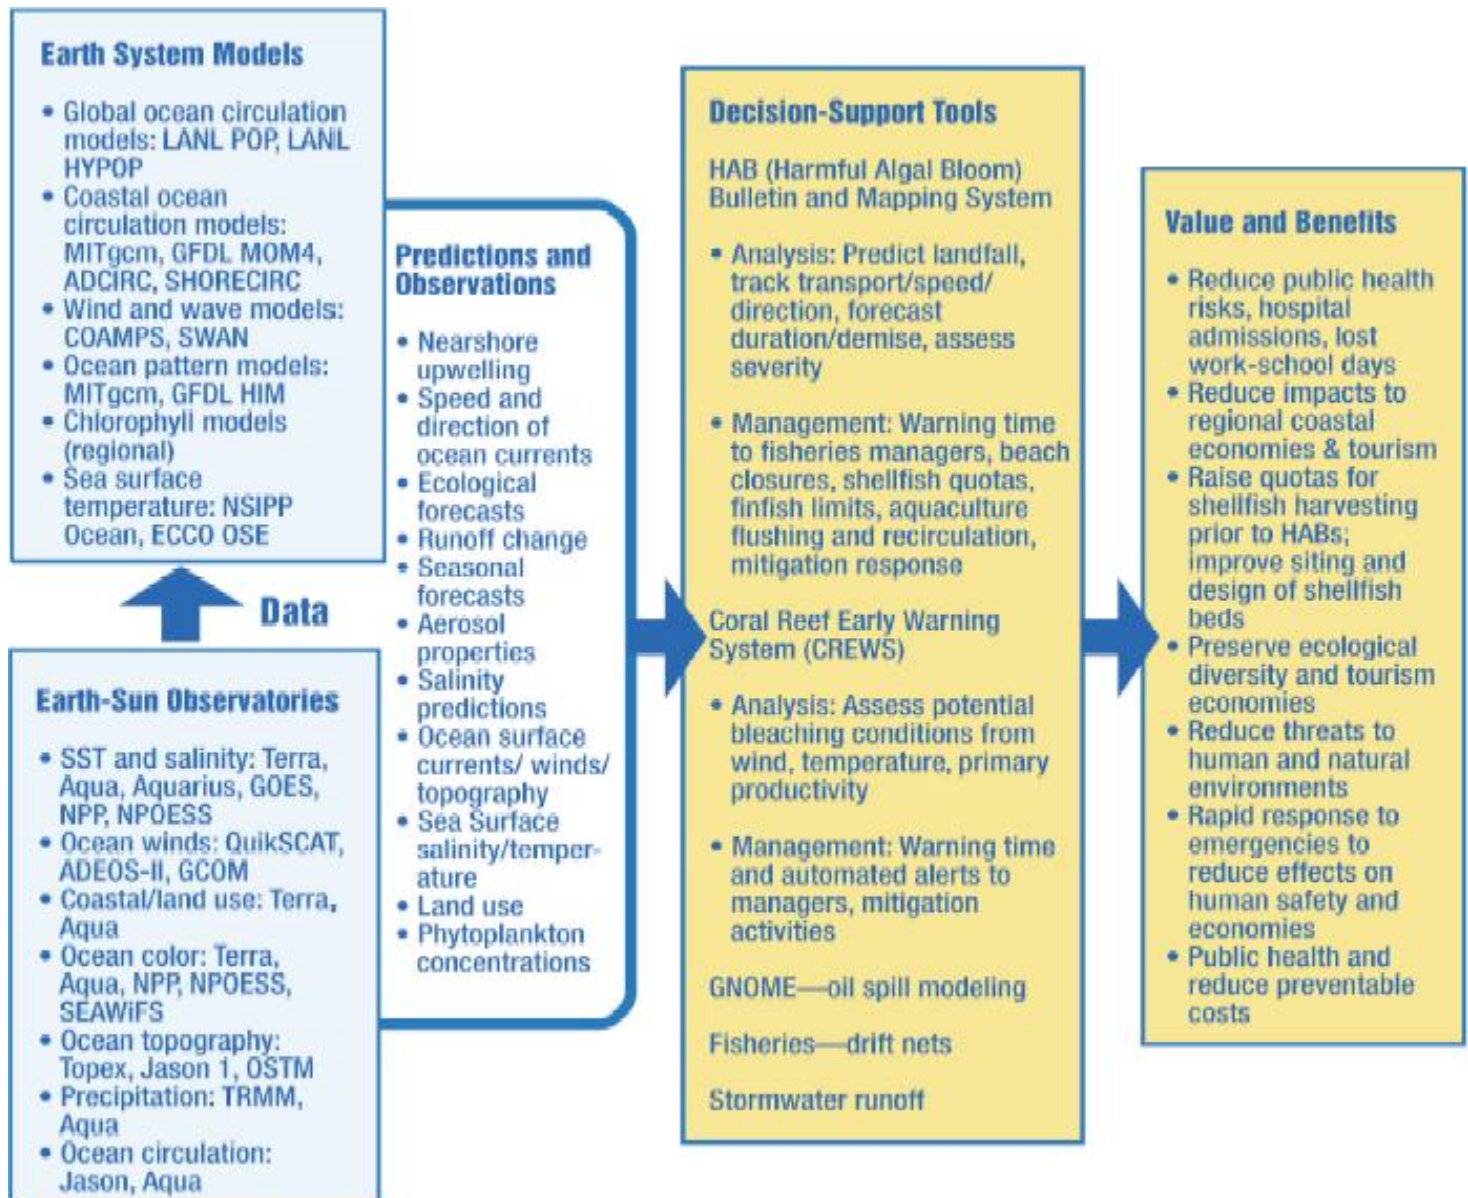 Earth System Models
• Global ocean circulation
models: LANL POP, LANL
HYPOP
• Coastal ocean
circulation models:
MITgcm, GFDL MOM4,
ADCIRC, SHORECIRC
• Wind and wave models:
COAMPS, SWAN
• Ocean pattern models:
MITgcm, GFDL HIM
• Chlorophyll models
(regional)
• Sea surface
temperature: NSIPP
Ocean, ECCO OSE
Data
Earth-Sun Observatories
• SST and salinity: Terra,
Aqua, Aquarius, GOES,
NPP, NPOESS
• Ocean winds: QuikSCAT,
ADEOS-II, GCOM
• Coastal/land use: Terra,
Aqua
• Ocean color: Terra,
Aqua, NPP, NPOESS,
SEAWiFS
• Ocean topography:
Topex, Jason 1, OSTM
• Precipitation: TRMM,
Aqua
• Ocean circulation:
Jason, Aqua
Predictions and
Observations
• Nearshore
upwelling
• Speed and
direction of
ocean currents
• Ecological
forecasts
• Runoff change
• Seasonal
forecasts
• Aerosol
properties
• Salinity
predictions
• Ocean surface
currents/ winds/
topography
• Sea Surface
salinity/temper-
ature
• Land use
• Phytoplankton
concentrations
Decision-Support Tools
HAB (Harmful Algal Bloom)
Bulletin and Mapping System
• Analysis: Predict landfall,
track transport/speed/
direction, forecast
duration/demise, assess
severity
• Management: Warning time
to fisheries managers, beach
closures, shellfish quotas,
finfish limits, aquaculture
flushing and recirculation,
mitigation response
Coral Reef Early Warning
System (CREWS)
• Analysis: Assess potential
bleaching conditions from
wind, temperature, primary
productivity
• Management: Warning time
and automated alerts to
managers, mitigation
activities
GNOME—oil spill modeling
Fisheries—drift nets
Stormwater runoff
Value and Benefits
• Reduce public health
risks, hospital
admissions, lost
work-school days
• Reduce impacts to
regional coastal
economies & tourism
• Raise quotas for
shellfish harvesting
prior to HABs;
improve siting and
design of shellfish
beds
• Preserve ecological
diversity and tourism
economies
• Reduce threats to
human and natural
environments
• Rapid response to
emergencies to
reduce effects on
human safety and
economies
• Public health and
reduce preventable
costs